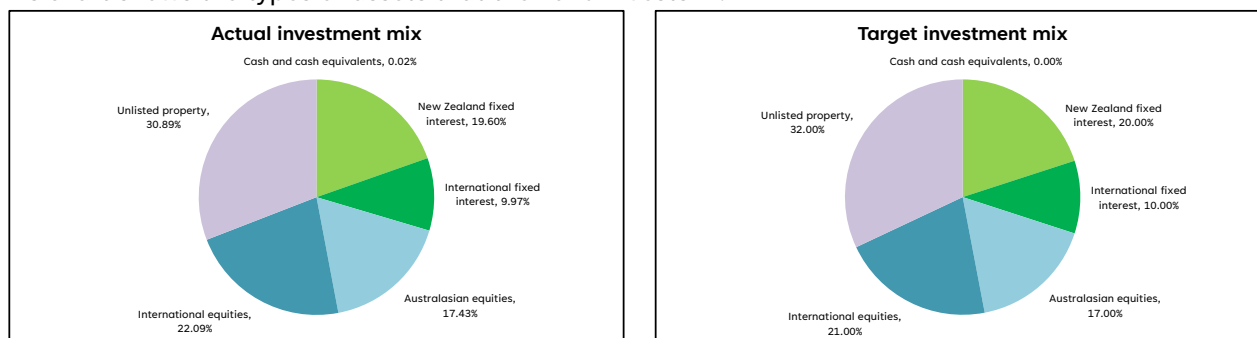 Actual investment mix
Cash and cash equivalents, 0.02%
New Zealand fixed
interest, 19.60%
International fixed
interest, 9.97%
Australasian equities,
17.43%
International equities,
22.09%
Unlisted property,
30.89%
Target investment mix
Cash and cash equivalents, 0.00%
New Zealand fixed
interest, 20.00%
International fixed
interest, 10.00%
Australasian equities,
17.00%
International equities,
21.00%
Unlisted property,
32.00%